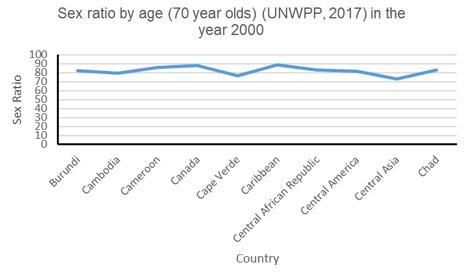 Sex ratio by age (70 year olds) (UNWPP, 2017) in the
year 2000
100
90
80
70
60
50
40
30
20
10
0
Sex Ratio
Burundi
Cambodia
Cameroon
Canada
Cape Verde
Caribbean
Central African Republic
Central America
Central Asia
Chad
Country